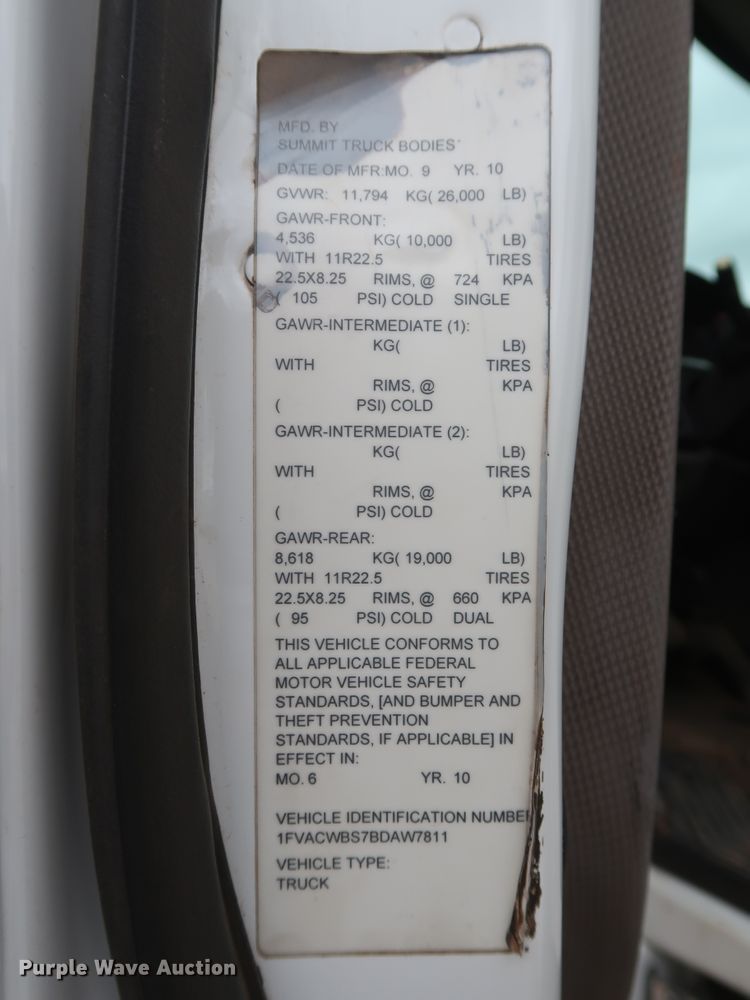 MFD. BY
SUMMIT TRUCK BODIES
DATE OF MFR:MO. 9 YR. 10
GVWR: 11,794 KG( 26,000 LB)
GAWR-FRONT:
4,536 KG( 10,000 LB)
WITH 11R22.5 TIRES
22.5X8.25 RIMS, @ 724 KPA
( 105 PSI) COLD SINGLE
GAWR-INTERMEDIATE (1):
KG( LB)
WITH TIRES
RIMS, @ KPA
( PSI) COLD
GAWR-INTERMEDIATE (2):
KG( LB)
WITH TIRES
RIMS, @ KPA
( PSI) COLD
GAWR-REAR:
8,618 KG( 19,000 LB)
WITH 11R22.5 TIRES
22.5X8.25 RIMS, @ 660 KPA
( 95 PSI) COLD DUAL
THIS VEHICLE CONFORMS TO
ALL APPLICABLE FEDERAL
MOTOR VEHICLE SAFETY
STANDARDS, [AND BUMPER AND
THEFT PREVENTION
STANDARDS, IF APPLICABLE] IN
EFFECT IN:
MO. 6 YR. 10
VEHICLE IDENTIFICATION NUMBER
1FVACWBS7BDAW7811
VEHICLE TYPE:
TRUCK
Purple Wave Auction